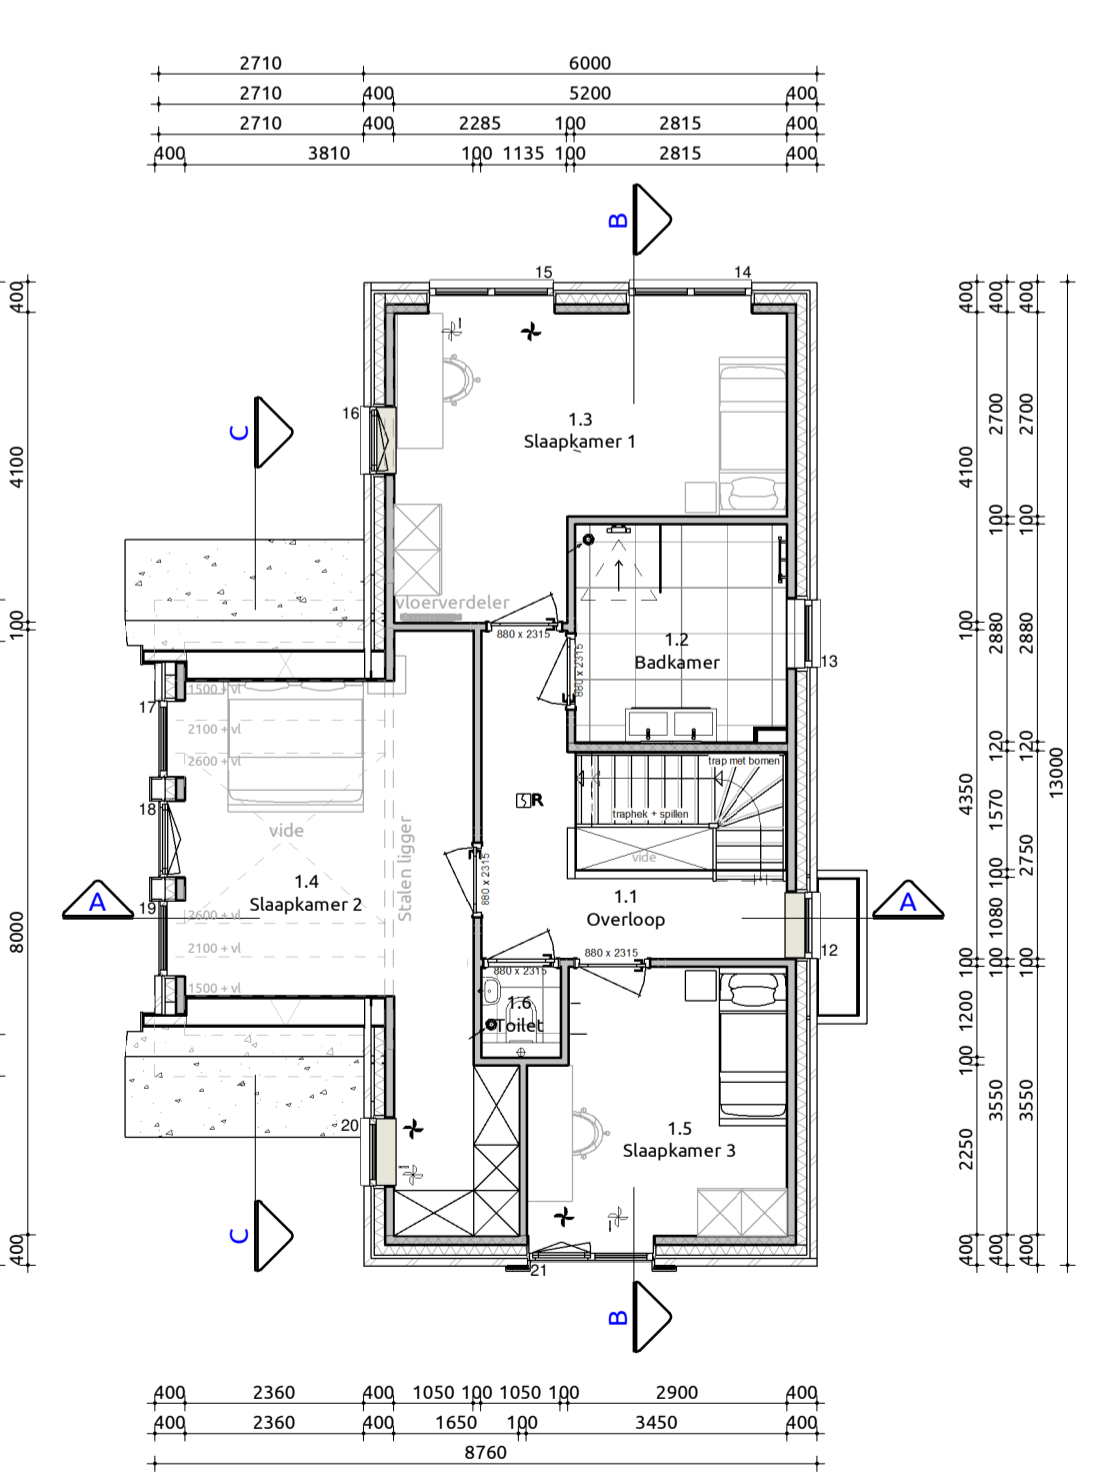 2710 6000
2710 400 5200 400
2710 400 2285 100 2815 400
400 3810 100 1135 100 2815 400
B
15 14
400 400 400 400
16
C
1.3
Slaapkamer 1
4100 4100 2700 2700
vloerverdeler
880 x 2315
100 100 100 100
1.2
Badkamer
880 x 2315
100 2880 2880
13
1500 + vl
17
2100 + vl
2600 + vl
120 120
trap met bomen
13000
18
R
traphek + spillen
4350 1570 2750
vide
vide
Stalen ligger
880 x 2315
100
1.4
Slaapkamer 2
1.1
Overloop
A A
19
2600 + vl
8000 1080
2100 + vl
880 x 2315
12
880 x 2315
100 100 100
1500 + vl
1.6
Toilet
1200
100
20
1.5
Slaapkamer 3
2250 3550 3550
C
400 400 400 400
21
B
400 2360 400 1050 100 1050 100 2900 400
400 2360 400 1650 100 3450 400
8760